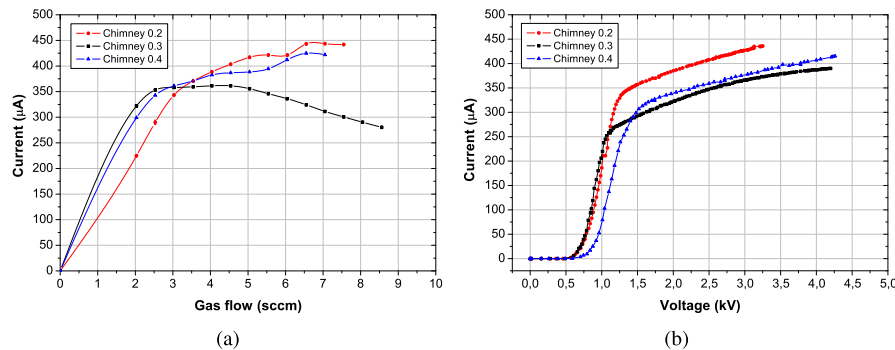 500
450
400
350
300
250
200
150
100
50
0
Current (μA)
Chimney 0.2
Chimney 0.3
Chimney 0.4
0 1 2 3 4 5 6 7 8 9 10
Gas flow (sccm)
(a)
500
450
400
350
300
250
200
150
100
50
0
Current (μA)
Chimney 0.2
Chimney 0.3
Chimney 0.4
0,0 0,5 1,0 1,5 2,0 2,5 3,0 3,5 4,0 4,5 5,0
Voltage (kV)
(b)